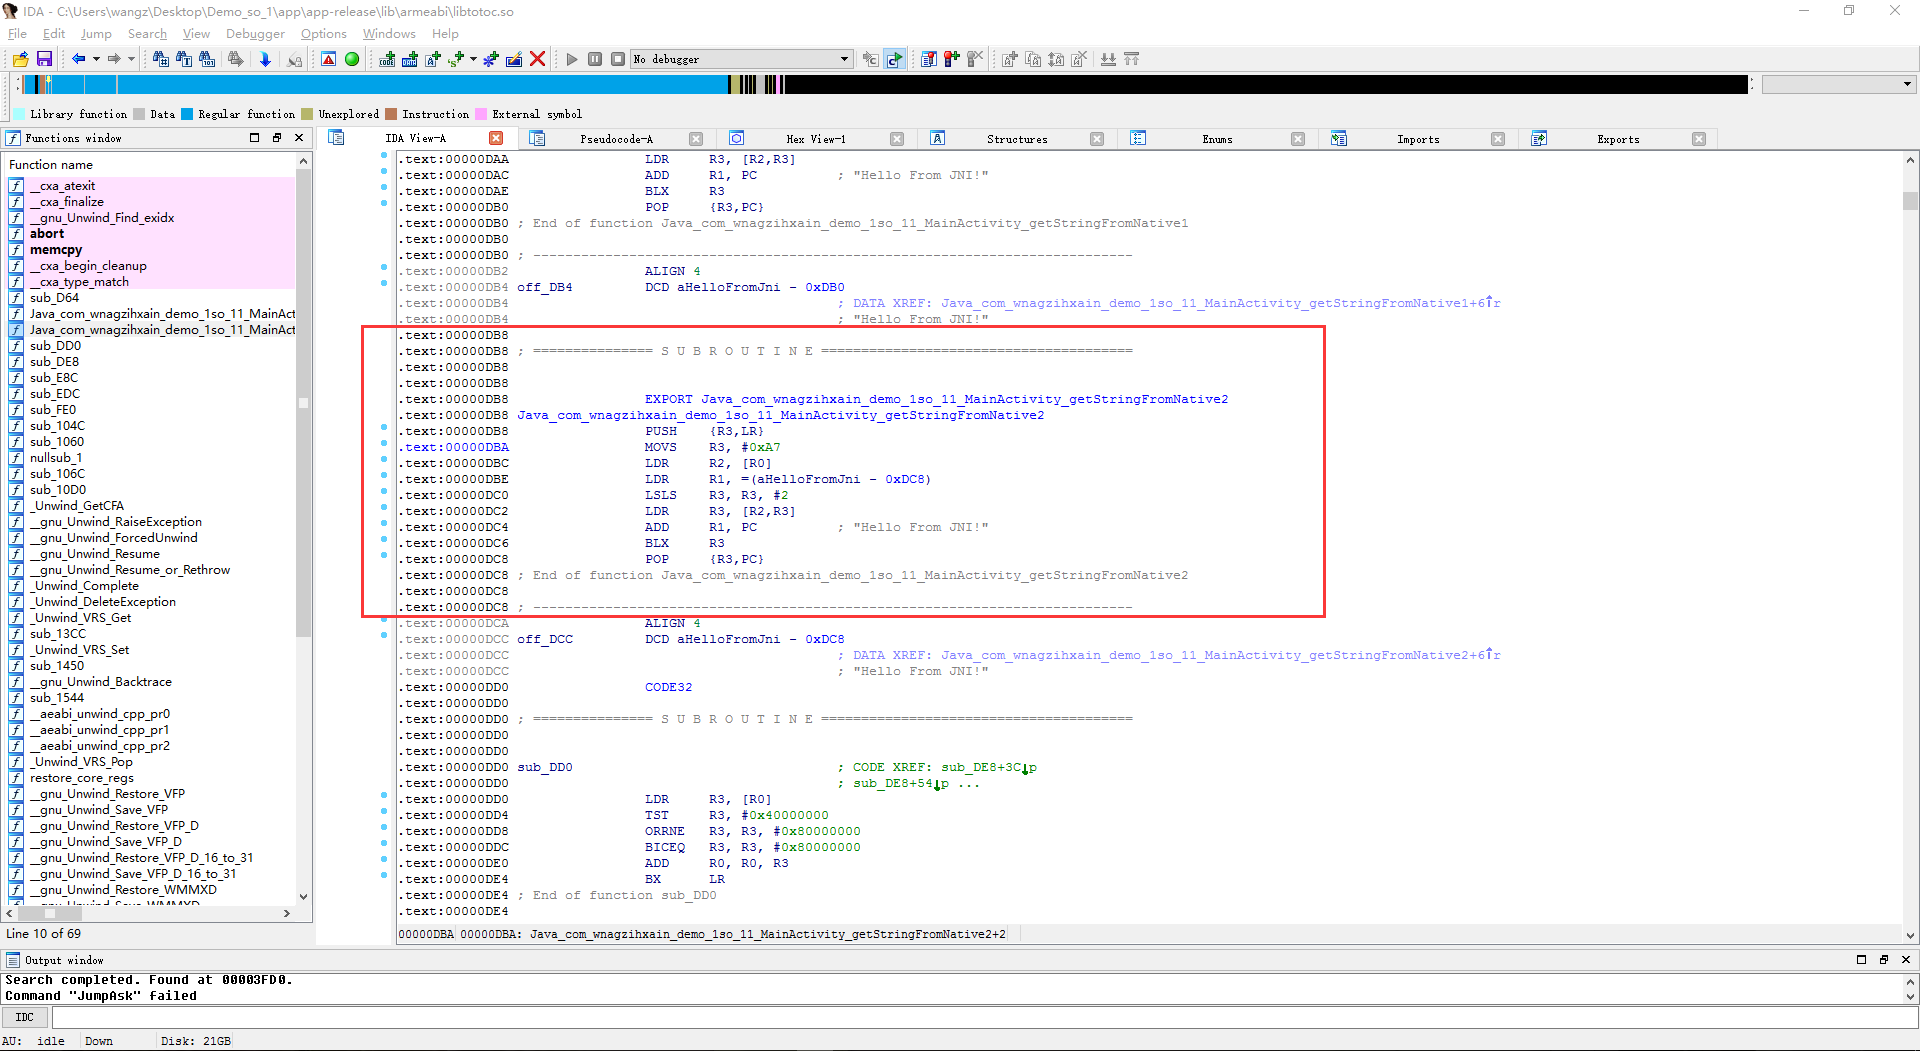 IDA - C:\Users\wangz\Desktop\Demo_so_1\app\app-release\lib\armeabi\libtotoc.so
File Edit Jump Search View Debugger Options Windows Help
No debugger
Library function Data Regular function Unexplored Instruction External symbol
Functions window
IDA View-A Pseudocode-A Hex View-1 Structures Enums Imports Exports
Function name
__cxa_atexit
__cxa_finalize
__gnu_Unwind_Find_exidx
abort
memcpy
__cxa_begin_cleanup
__cxa_type_match
sub_D64
Java_com_wnagzihxain_demo_1so_11_MainAct
Java_com_wnagzihxain_demo_1so_11_MainAct
sub_DD0
sub_DE8
sub_E8C
sub_EDC
sub_FE0
sub_104C
sub_1060
nullsub_1
sub_106C
sub_10D0
_Unwind_GetCFA
__gnu_Unwind_RaiseException
__gnu_Unwind_ForcedUnwind
__gnu_Unwind_Resume
__gnu_Unwind_Resume_or_Rethrow
_Unwind_Complete
_Unwind_DeleteException
_Unwind_VRS_Get
sub_13CC
_Unwind_VRS_Set
sub_1450
__gnu_Unwind_Backtrace
sub_1544
__aeabi_unwind_cpp_pr0
__aeabi_unwind_cpp_pr1
__aeabi_unwind_cpp_pr2
_Unwind_VRS_Pop
restore_core_regs
__gnu_Unwind_Restore_VFP
__gnu_Unwind_Save_VFP
__gnu_Unwind_Restore_VFP_D
__gnu_Unwind_Save_VFP_D
__gnu_Unwind_Restore_VFP_D_16_to_31
__gnu_Unwind_Save_VFP_D_16_to_31
__gnu_Unwind_Restore_WMMXD
__gnu_Unwind_Save_WMMXD
Line 10 of 69
.text:00000DAA LDR R3, [R2,R3]
.text:00000DAC ADD R1, PC ; "Hello From JNI!"
.text:00000DAE BLX R3
.text:00000DB0 POP {R3,PC}
.text:00000DB0 ; End of function Java_com_wnagzihxain_demo_1so_11_MainActivity_getStringFromNative1
.text:00000DB0
.text:00000DB0 ; ---------------------------------------------------------------------------
.text:00000DB2 ALIGN 4
.text:00000DB4 off_DB4 DCD aHelloFromJni - 0xDB0
.text:00000DB4 ; DATA XREF: Java_com_wnagzihxain_demo_1so_11_MainActivity_getStringFromNative1+6↑r
.text:00000DB4 ; "Hello From JNI!"
.text:00000DB8
.text:00000DB8 ; =============== S U B R O U T I N E =======================================
.text:00000DB8
.text:00000DB8
.text:00000DB8 EXPORT Java_com_wnagzihxain_demo_1so_11_MainActivity_getStringFromNative2
.text:00000DB8 Java_com_wnagzihxain_demo_1so_11_MainActivity_getStringFromNative2
.text:00000DB8 PUSH {R3,LR}
.text:00000DBA MOVS R3, #0xA7
.text:00000DBC LDR R2, [R0]
.text:00000DBE LDR R1, =(aHelloFromJni - 0xDC8)
.text:00000DC0 LSLS R3, R3, #2
.text:00000DC2 LDR R3, [R2,R3]
.text:00000DC4 ADD R1, PC ; "Hello From JNI!"
.text:00000DC6 BLX R3
.text:00000DC8 POP {R3,PC}
.text:00000DC8 ; End of function Java_com_wnagzihxain_demo_1so_11_MainActivity_getStringFromNative2
.text:00000DC8
.text:00000DC8 ; ---------------------------------------------------------------------------
.text:00000DCA ALIGN 4
.text:00000DCC off_DCC DCD aHelloFromJni - 0xDC8
.text:00000DCC ; DATA XREF: Java_com_wnagzihxain_demo_1so_11_MainActivity_getStringFromNative2+6↑r
.text:00000DCC ; "Hello From JNI!"
.text:00000DD0 CODE32
.text:00000DD0
.text:00000DD0 ; =============== S U B R O U T I N E =======================================
.text:00000DD0
.text:00000DD0
.text:00000DD0 sub_DD0 ; CODE XREF: sub_DE8+3C↓p
.text:00000DD0 ; sub_DE8+54↓p ...
.text:00000DD0 LDR R3, [R0]
.text:00000DD4 TST R3, #0x40000000
.text:00000DD8 ORRNE R3, R3, #0x80000000
.text:00000DDC BICEQ R3, R3, #0x80000000
.text:00000DE0 ADD R0, R0, R3
.text:00000DE4 BX LR
.text:00000DE4 ; End of function sub_DD0
.text:00000DE4
00000DBA 00000DBA: Java_com_wnagzihxain_demo_1so_11_MainActivity_getStringFromNative2+2
Output window
Search completed. Found at 00003FD0.
Command "JumpAsk" failed
IDC
AU: idle Down Disk: 21GB